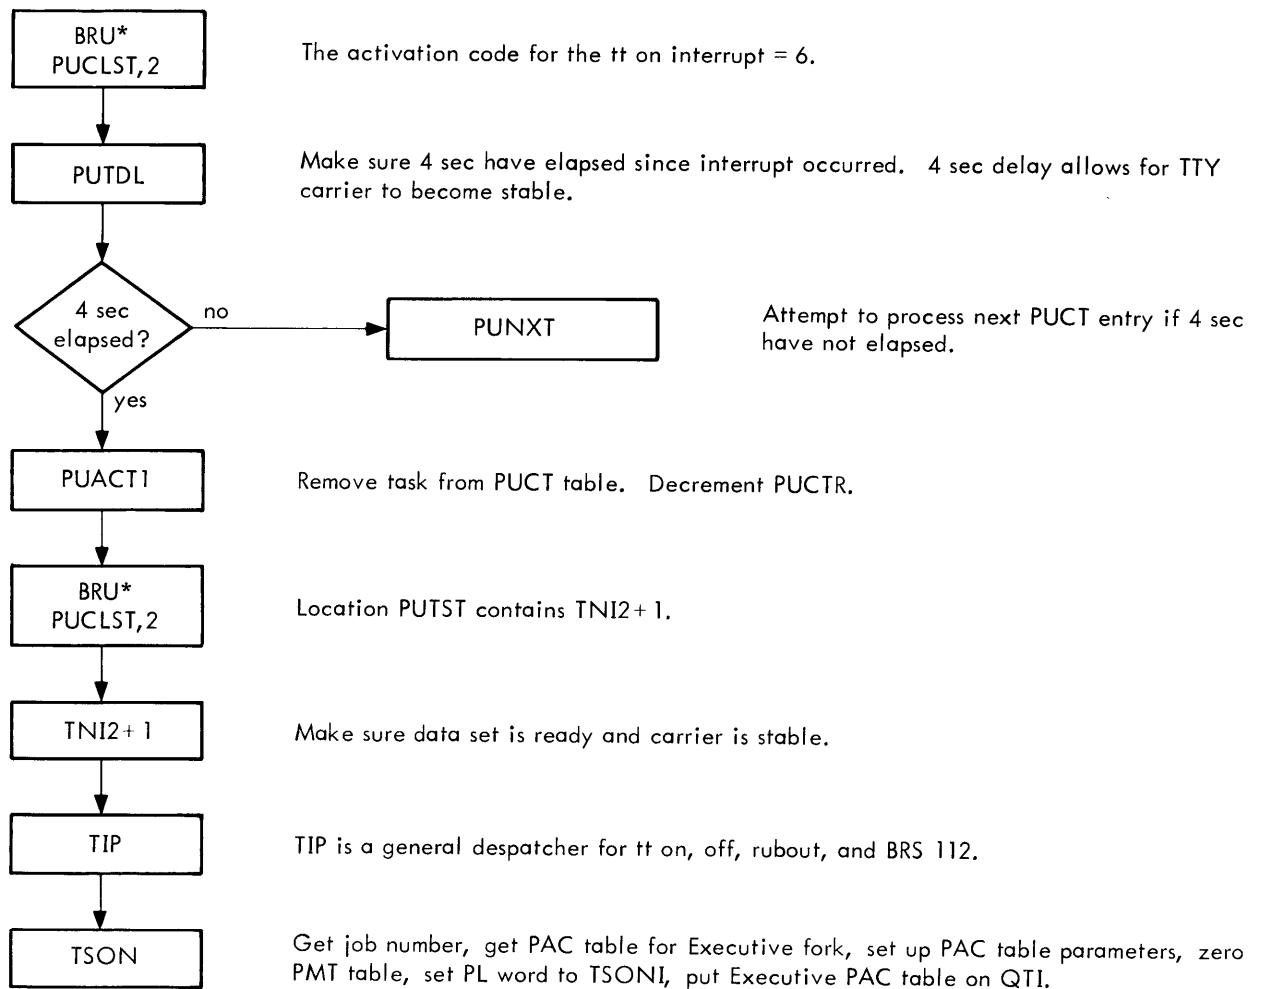 BRU*
PUCLST,2
The activation code for the tt on interrupt = 6.
PUTDL
Make sure 4 sec have elapsed since interrupt occurred. 4 sec delay allows for TTY
carrier to become stable.
4 sec
elapsed?
no
PUNXT
Attempt to process next PUCT entry if 4 sec
have not elapsed.
yes
PUACT1
Remove task from PUCT table. Decrement PUCTR.
BRU*
PUCLST,2
Location PUTST contains TNI2+1.
TNI2+1
Make sure data set is ready and carrier is stable.
TIP
TIP is a general despatcher for tt on, off, rubout, and BRS 112.
TSON
Get job number, get PAC table for Executive fork, set up PAC table parameters, zero
PMT table, set PL word to TSONI, put Executive PAC table on QTI.